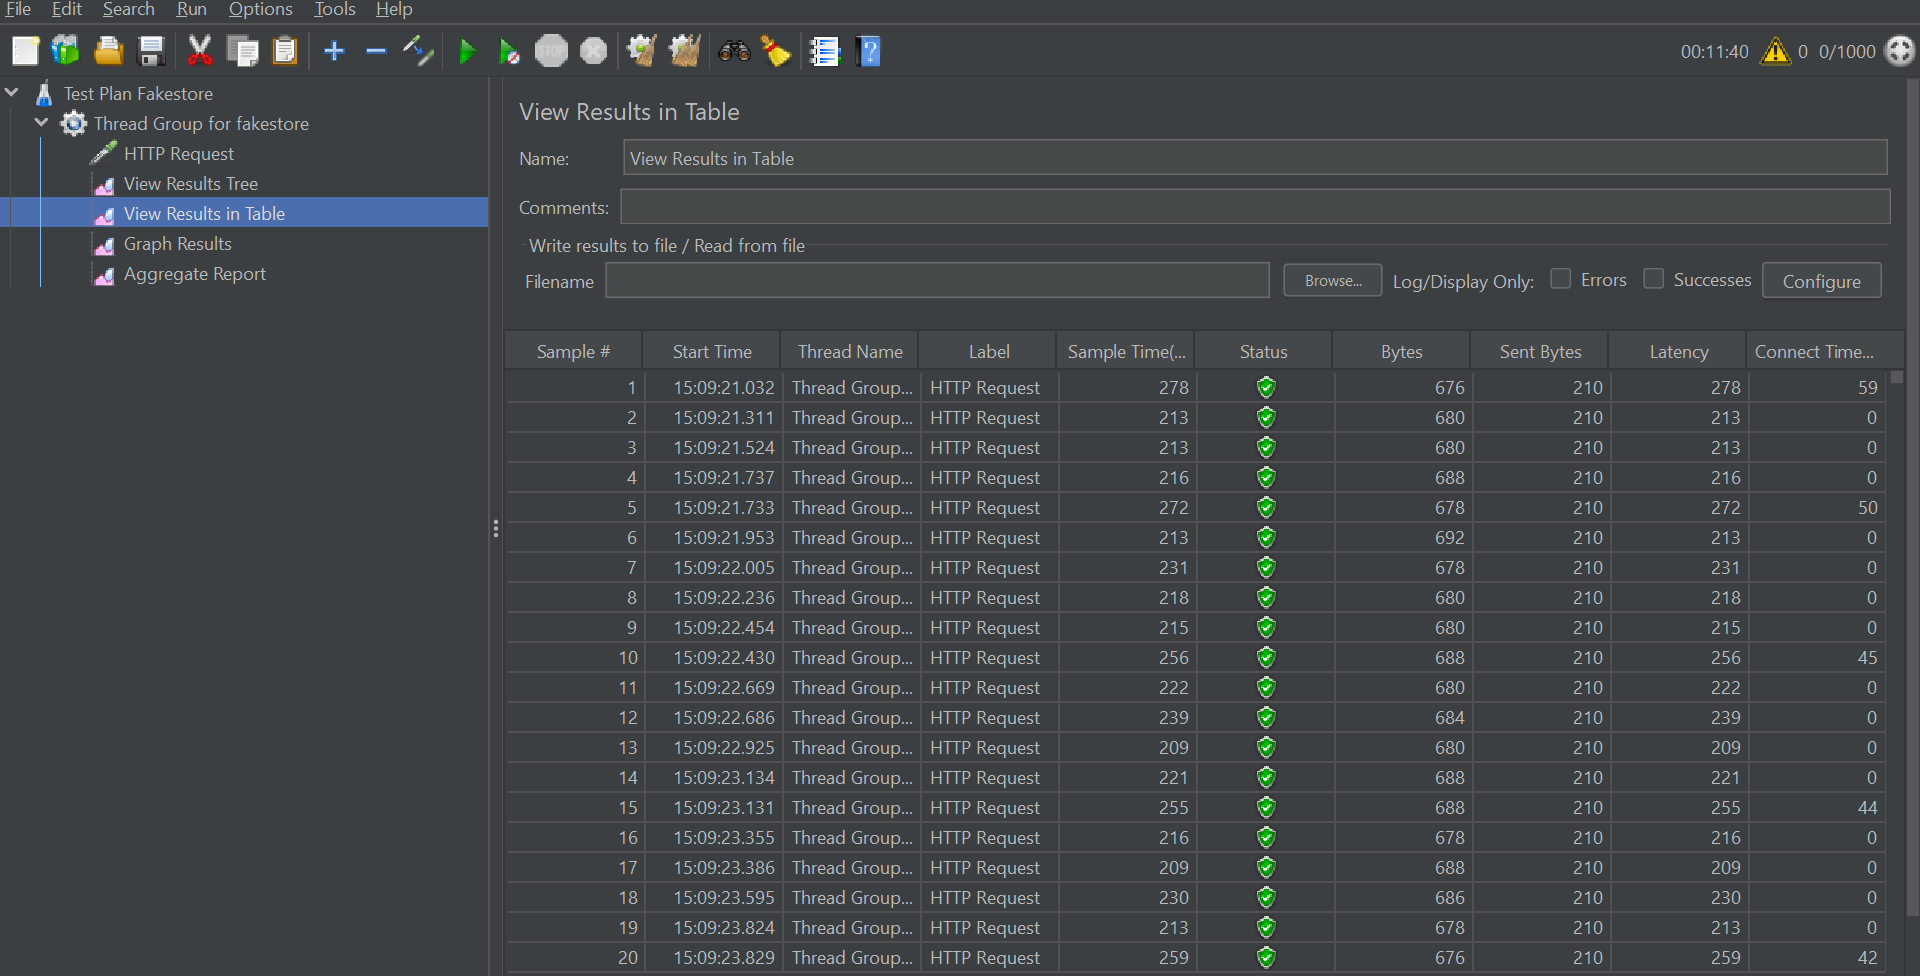 File Edit Search Run Options Tools Help
STOP
00:11:40 0 0/1000
Test Plan Fakestore
Thread Group for fakestore
HTTP Request
View Results Tree
View Results in Table
Graph Results
Aggregate Report
View Results in Table
Name: View Results in Table
Comments:
Write results to file / Read from file
Filename Browse... Log/Display Only: Errors Successes Configure
Sample # Start Time Thread Name Label Sample Time(... Status Bytes Sent Bytes Latency Connect Time...
1 15:09:21.032 Thread Group... HTTP Request 278 676 210 278 59
2 15:09:21.311 Thread Group... HTTP Request 213 680 210 213 0
3 15:09:21.524 Thread Group... HTTP Request 213 680 210 213 0
4 15:09:21.737 Thread Group... HTTP Request 216 688 210 216 0
5 15:09:21.733 Thread Group... HTTP Request 272 678 210 272 50
6 15:09:21.953 Thread Group... HTTP Request 213 692 210 213 0
7 15:09:22.005 Thread Group... HTTP Request 231 678 210 231 0
8 15:09:22.236 Thread Group... HTTP Request 218 680 210 218 0
9 15:09:22.454 Thread Group... HTTP Request 215 680 210 215 0
10 15:09:22.430 Thread Group... HTTP Request 256 688 210 256 45
11 15:09:22.669 Thread Group... HTTP Request 222 680 210 222 0
12 15:09:22.686 Thread Group... HTTP Request 239 684 210 239 0
13 15:09:22.925 Thread Group... HTTP Request 209 680 210 209 0
14 15:09:23.134 Thread Group... HTTP Request 221 688 210 221 0
15 15:09:23.131 Thread Group... HTTP Request 255 688 210 255 44
16 15:09:23.355 Thread Group... HTTP Request 216 678 210 216 0
17 15:09:23.386 Thread Group... HTTP Request 209 688 210 209 0
18 15:09:23.595 Thread Group... HTTP Request 230 686 210 230 0
19 15:09:23.824 Thread Group... HTTP Request 213 678 210 213 0
20 15:09:23.829 Thread Group... HTTP Request 259 676 210 259 42